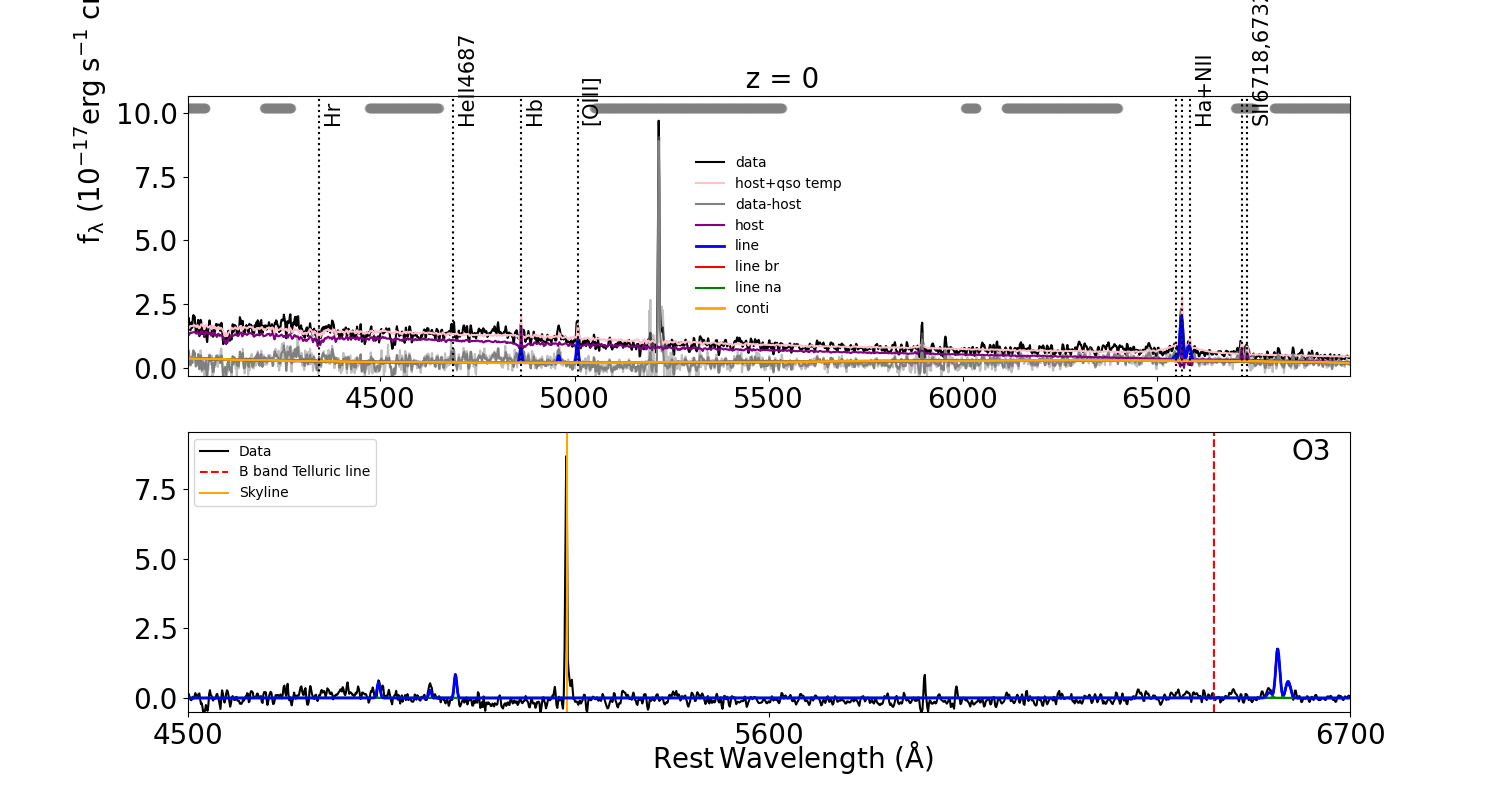 z = 0
Hγ
HeII4687
Hb
[OIII]
Ha+NII
SII6718,6732
fλ (10−17erg s−1
10.0
7.5
5.0
2.5
0.0
data
host+qso temp
data-host
host
line
line br
line na
conti
4500
5000
5500
6000
6500
Data
B band Telluric line
Skyline
O3
7.5
5.0
2.5
0.0
4500
5600
6700
Rest Wavelength (Å)